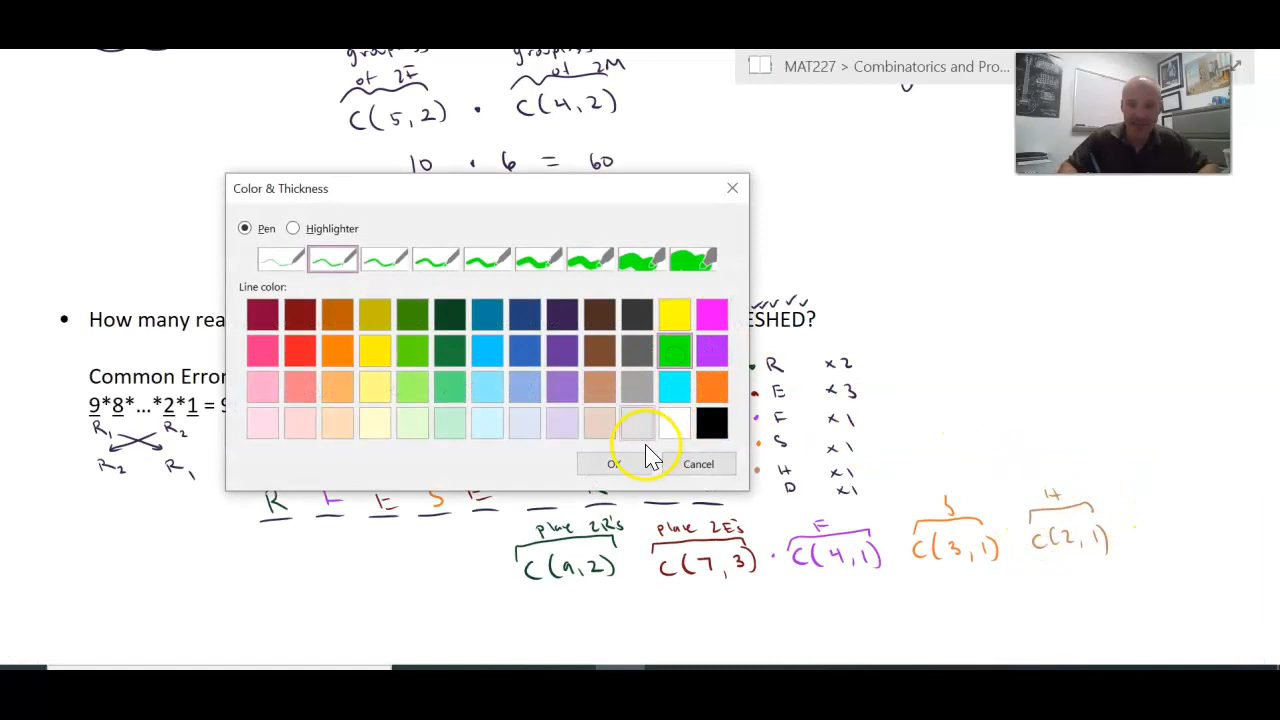 MAT227 > Combinatorics and Pro...
of 2F of 2M
C(5,2) · C(4,2)
10 · 6 = 60
Color & Thickness
Pen Highlighter
Line color:
OK Cancel
How many rea
ESHED?
Common Error
9*8*…*2*1 = 9
R1 R2
R2 R1
R x2
E x3
F x1
S x1
H x1
D x1
R F E S E
place 2R's place 2E's F S H
C(9,2) C(7,3) · C(4,1) C(3,1) C(2,1)